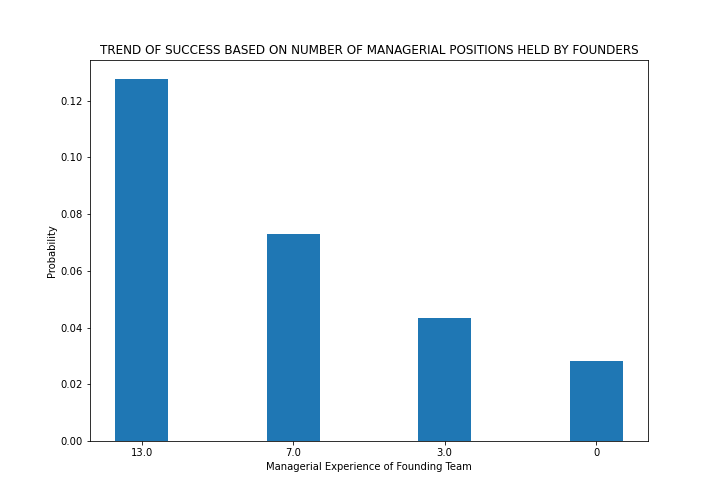 TREND OF SUCCESS BASED ON NUMBER OF MANAGERIAL POSITIONS HELD BY FOUNDERS
0.12
0.10
0.08
0.06
0.04
0.02
0.00
Probability
13.0 7.0 3.0 0
Managerial Experience of Founding Team